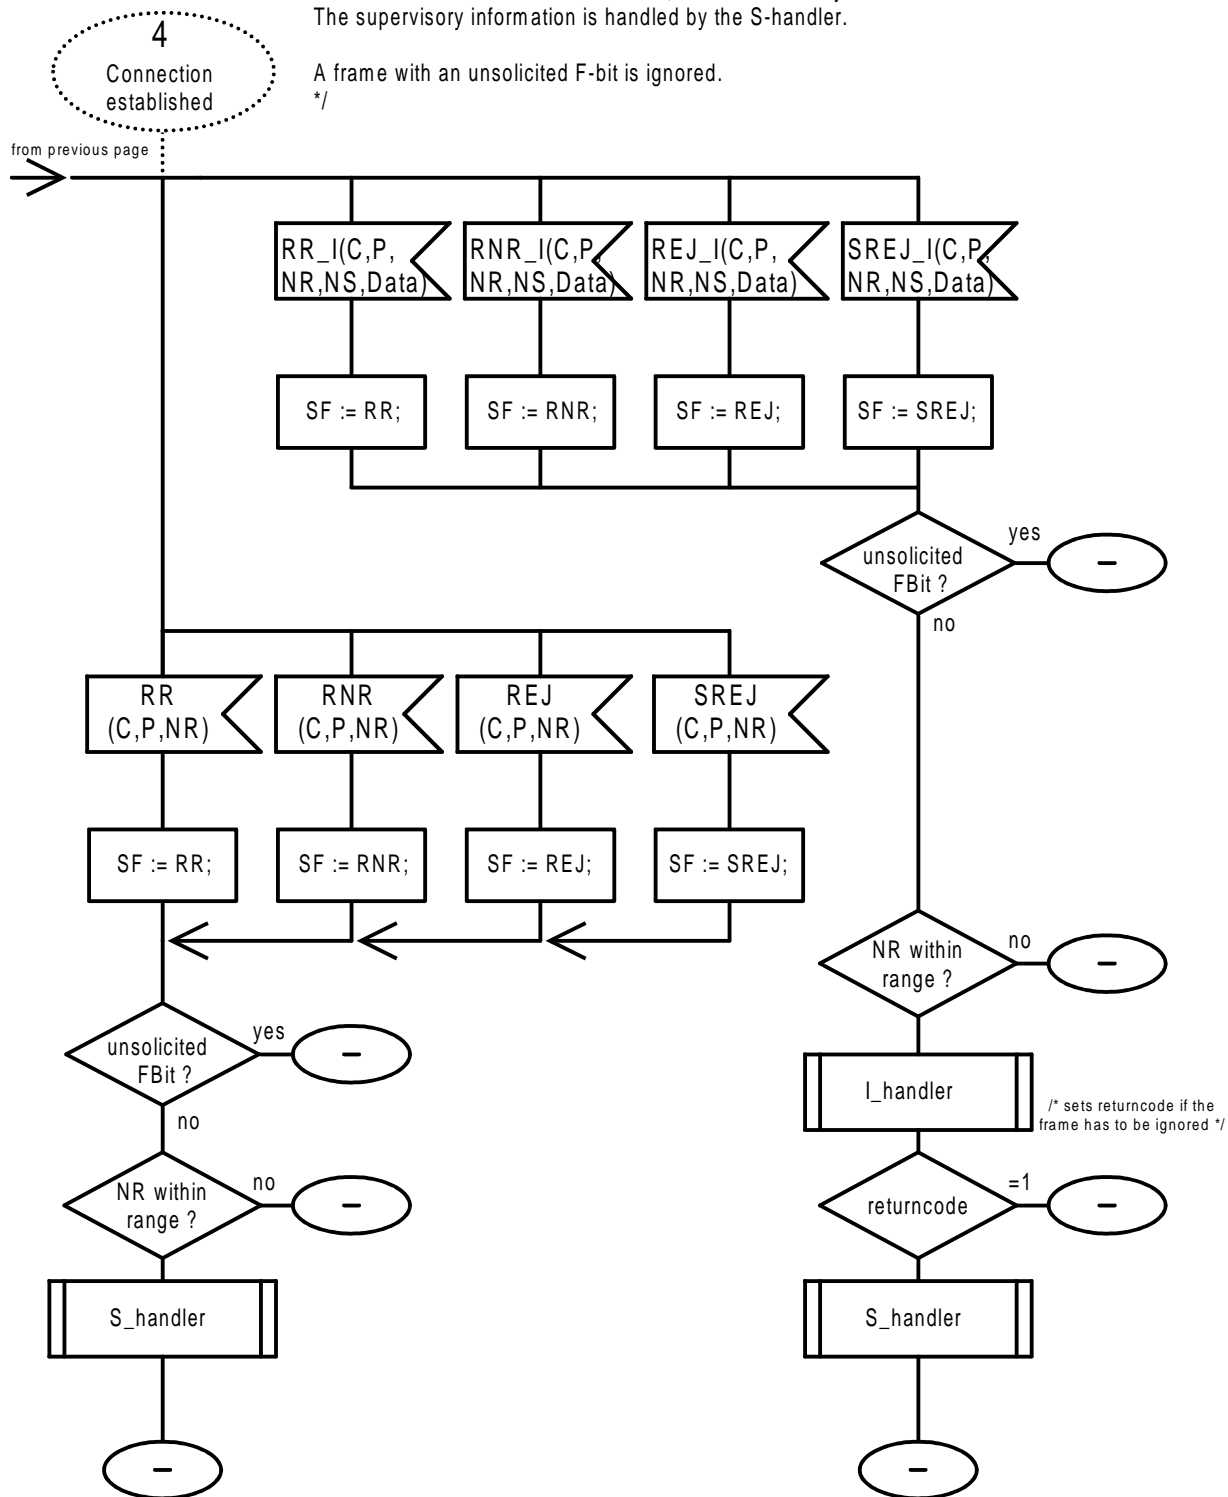 The supervisory information is handled by the S-handler.
A frame with an unsolicited F-bit is ignored.
*/
4
Connection
established
from previous page
RR_I(C,P,
NR,NS,Data)
RNR_I(C,P,
NR,NS,Data)
REJ_I(C,P,
NR,NS,Data)
SREJ_I(C,P,
NR,NS,Data)
SF := RR;
SF := RNR;
SF := REJ;
SF := SREJ;
unsolicited
FBit ?
yes
–
no
RR
(C,P,NR)
RNR
(C,P,NR)
REJ
(C,P,NR)
SREJ
(C,P,NR)
SF := RR;
SF := RNR;
SF := REJ;
SF := SREJ;
NR within
range ?
no
–
unsolicited
FBit ?
yes
–
no
I_handler
/* sets returncode if the
frame has to be ignored */
NR within
range ?
no
–
returncode
=1
–
S_handler
S_handler
–
–